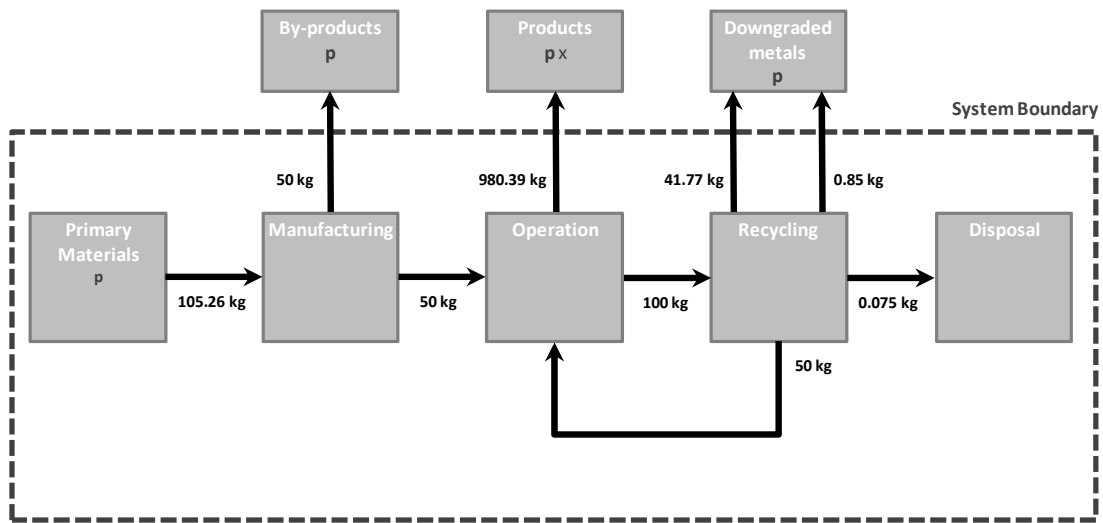 By-products
p
Products
p x
Downgraded
metals
p
System Boundary
50 kg
980.39 kg
41.77 kg
0.85 kg
Primary
Materials
p
Manufacturing
Operation
Recycling
Disposal
105.26 kg
50 kg
100 kg
0.075 kg
50 kg